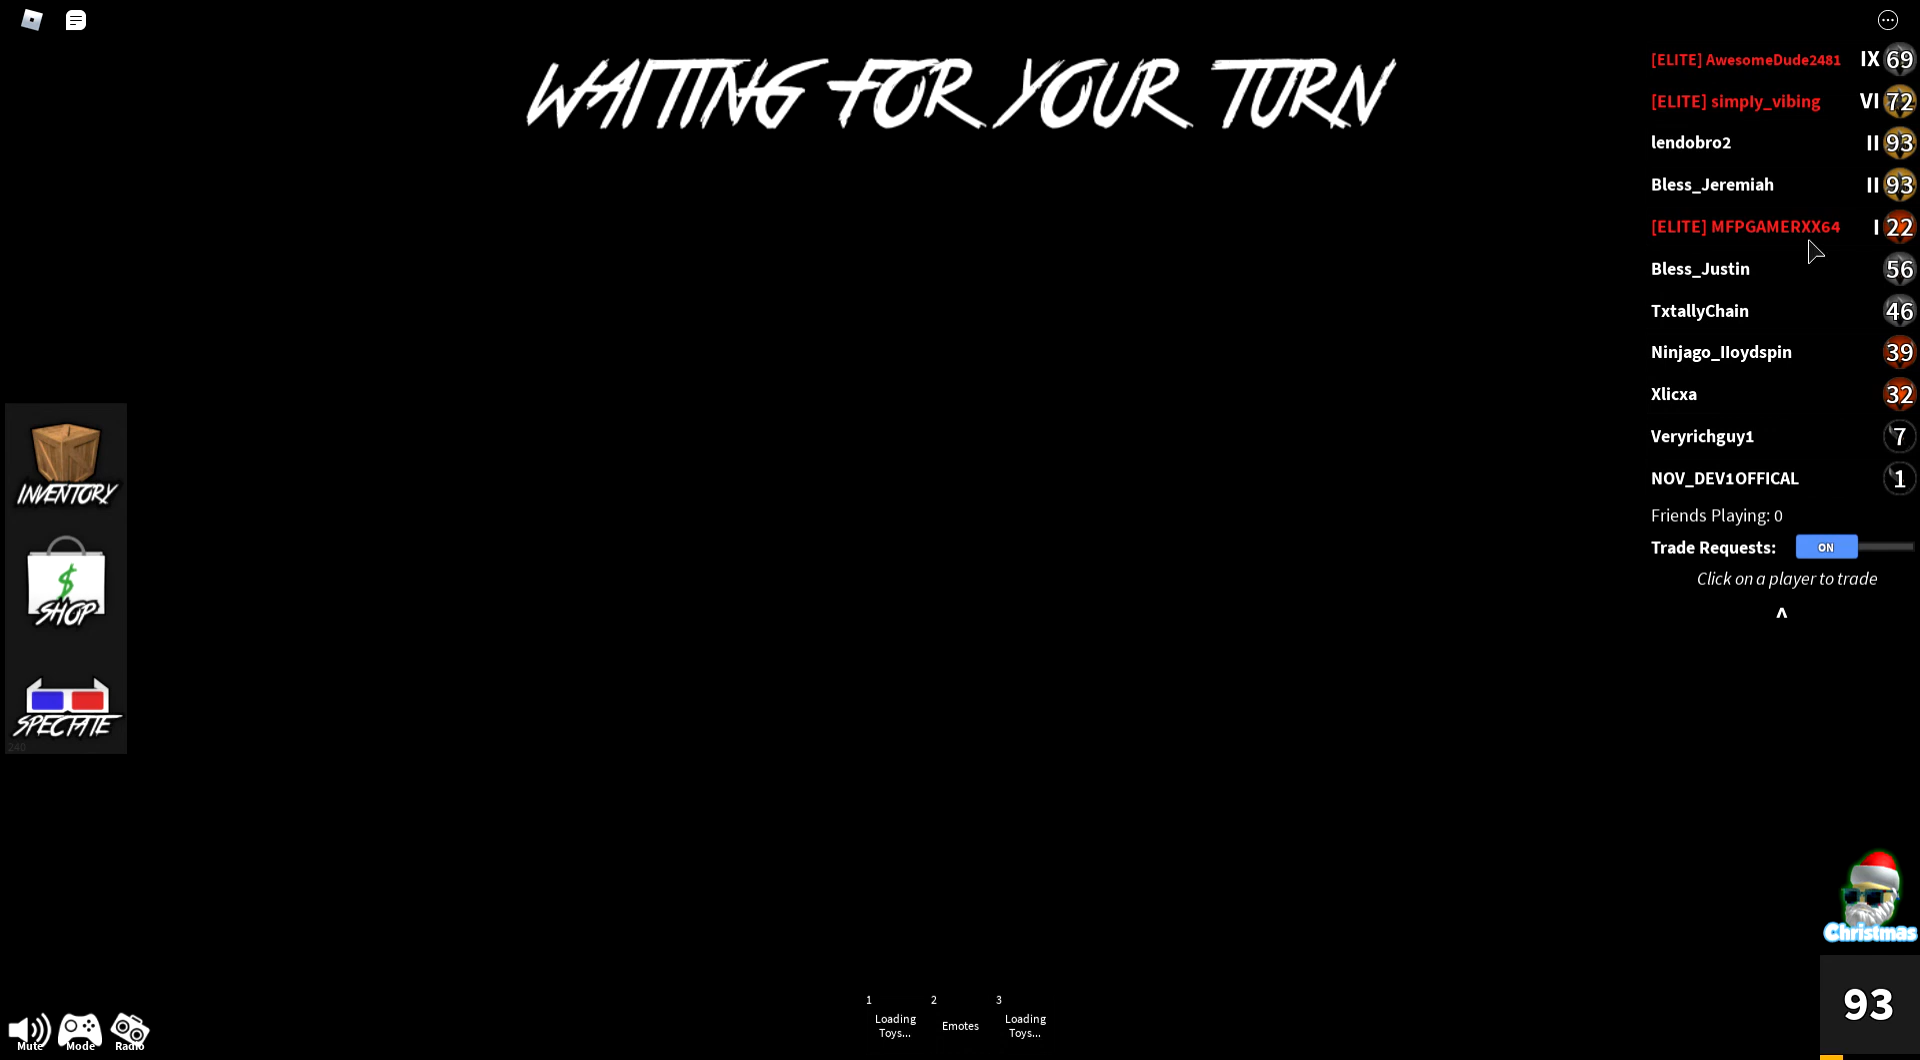 WAITING FOR YOUR TURN
[ELITE] AwesomeDude2481 IX 69
[ELITE] simpIy_vibing VI 72
lendobro2 II 93
Bless_Jeremiah II 93
[ELITE] MFPGAMERXX64 I 22
Bless_Justin 56
TxtallyChain 46
Ninjago_IIoydspin 39
Xlicxa 32
Veryrichguy1 7
NOV_DEV1OFFICAL 1
Friends Playing: 0
Trade Requests: ON
Click on a player to trade
^
INVENTORY
$
SHOP
SPECTATE
240
Christmas
93
1 2 3
Loading Toys...
Emotes
Loading Toys...
Mute Mode Radio